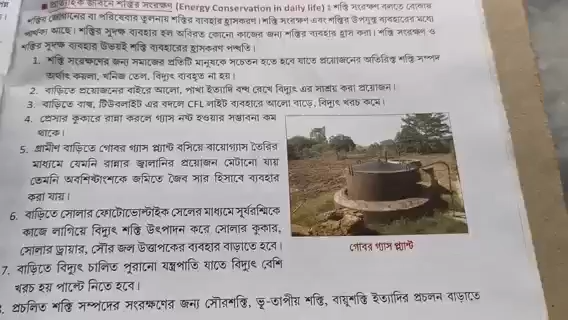 প্রাত্যহিক জীবনে শক্তির সংরক্ষণ (Energy Conservation in daily life) : শক্তি সংরক্ষণ বলতে বোঝায়
শক্তির জোগানের বা পরিষেবার তুলনায় শক্তির ব্যবহার হ্রাসকরণ। শক্তি সংরক্ষণ এবং শক্তির উপযুক্ত ব্যবহারের মধ্যে
পার্থক্য আছে। শক্তির সুদক্ষ ব্যবহার হল অবিরত কোনো কাজের জন্য শক্তির ব্যবহার হ্রাস করা। শক্তি সংরক্ষণ ও
শক্তির সুদক্ষ ব্যবহার উভয়ই শক্তি ব্যবহারের হ্রাসকরণ পদ্ধতি।
1. শক্তি সংরক্ষণের জন্য সমাজের প্রতিটি মানুষকে সচেতন হতে হবে যাতে প্রয়োজনের অতিরিক্ত শক্তি সম্পদ
অর্থাৎ কয়লা, খনিজ তেল, বিদ্যুৎ ব্যবহৃত না হয়।
2. বাড়িতে প্রয়োজনের বাইরে আলো, পাখা ইত্যাদি বন্ধ রেখে বিদ্যুৎ এর সাশ্রয় করা প্রয়োজন।
3. বাড়িতে বাল্ব, টিউবলাইট এর বদলে CFL লাইট ব্যবহারে আলো বাড়ে, বিদ্যুৎ খরচ কমে।
4. প্রেসার কুকারে রান্না করলে গ্যাস নষ্ট হওয়ার সম্ভাবনা কম
থাকে।
5. গ্রামীণ বাড়িতে গোবর গ্যাস প্ল্যান্ট বসিয়ে বায়োগ্যাস তৈরির
মাধ্যমে যেমনি রান্নার জ্বালানির প্রয়োজন মেটানো যায়
তেমনি অবশিষ্টাংশকে জমিতে জৈব সার হিসাবে ব্যবহার
করা যায়।
6. বাড়িতে সোলার ফোটোভোল্টাইক সেলের মাধ্যমে সূর্যরশ্মিকে
কাজে লাগিয়ে বিদ্যুৎ শক্তি উৎপাদন করে সোলার কুকার,
সোলার ড্রায়ার, সৌর জল উত্তাপকের ব্যবহার বাড়াতে হবে।
গোবর গ্যাস প্ল্যান্ট
7. বাড়িতে বিদ্যুৎ চালিত পুরানো যন্ত্রপাতি যাতে বিদ্যুৎ বেশি
খরচ হয় পাল্টে নিতে হবে।
প্রচলিত শক্তি সম্পদের সংরক্ষণের জন্য সৌরশক্তি, ভূ-তাপীয় শক্তি, বায়ুশক্তি ইত্যাদির প্রচলন বাড়াতে